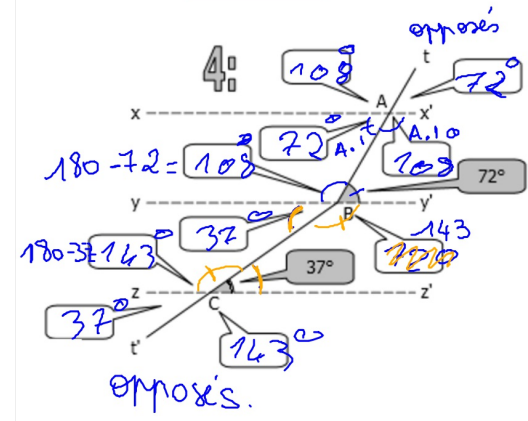 opposés
4:
108°
t
72°
A
x
x'
72°
A.i.t
A.i o
108
180-72=
108°
72°
y
y'
37°
P
143
180-37
143°
37°
z
z'
C
37°
t'
143°
opposés.